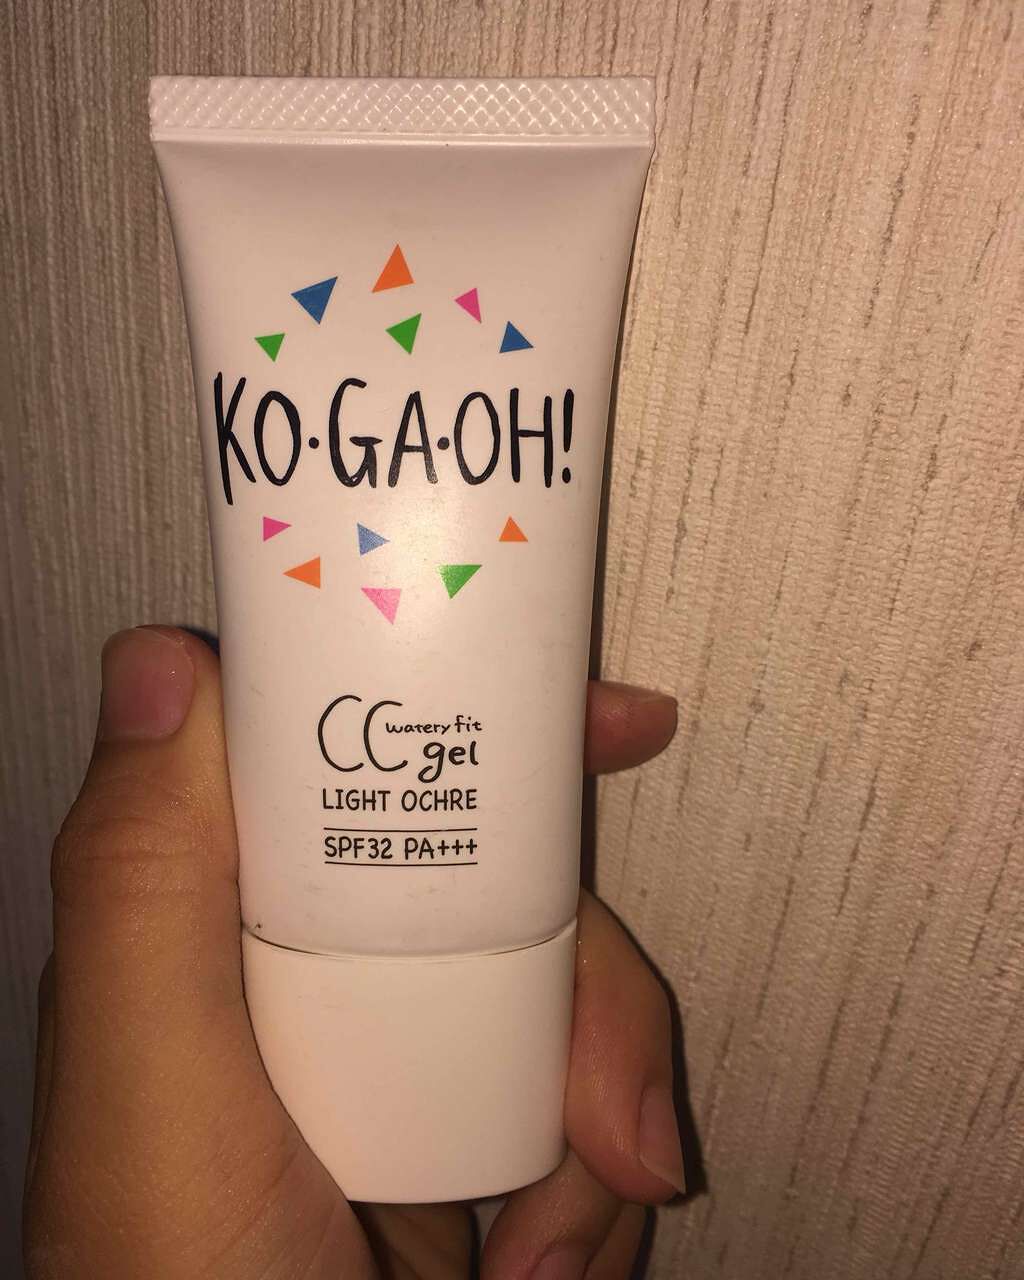 KO·GA·OH!
CC watery fit
gel
LIGHT OCHRE
SPF32 PA+++